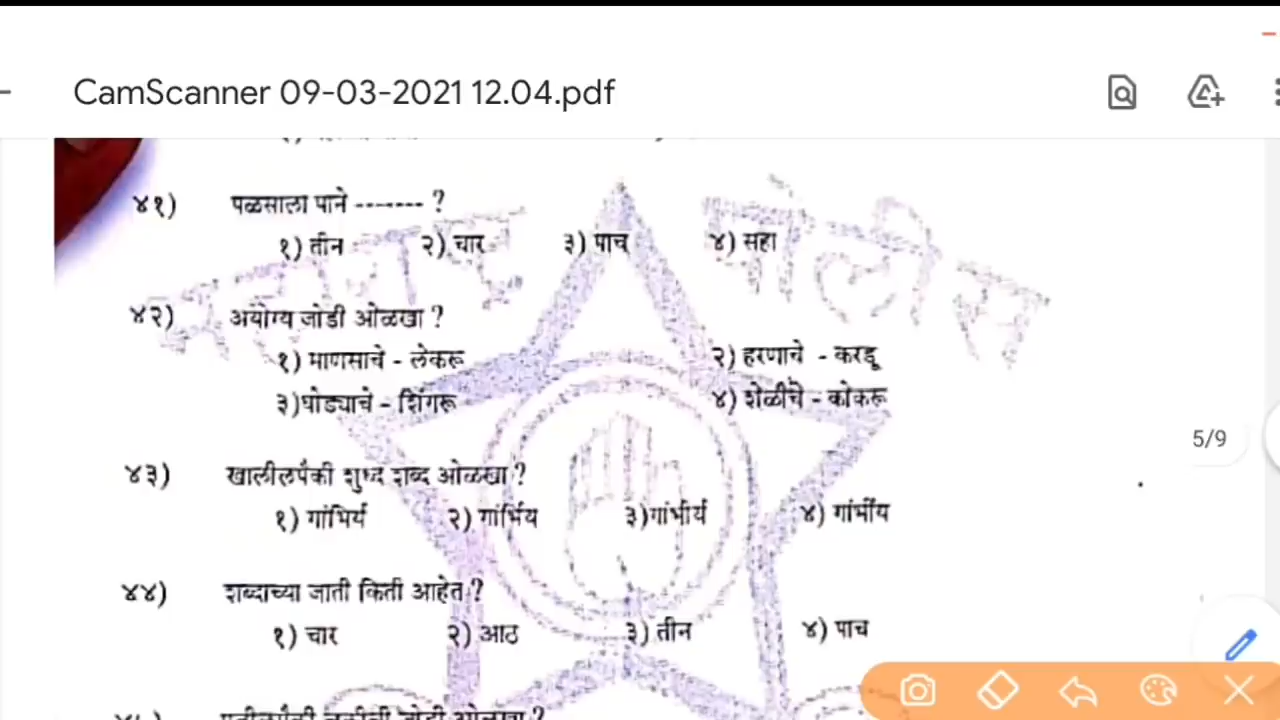 CamScanner 09-03-2021 12.04.pdf
४१) पळसाला पाने ------- ?
१) तीन २) चार ३) पाच ४) सहा
महाराष्ट्र पोलीस
४२) अयोग्य जोडी ओळखा ?
१) माणसाचे - लेकरू २) हरणाचे - करडू
३)घोड्याचे - शिंगरू ४) शेळीचे - कोकरू
5/9
४३) खालीलपैकी शुध्द शब्द ओळखा ?
१) गांभिर्य २) गांर्भिय ३)गांभीर्य ४) गांर्भीय
४४) शब्दाच्या जाती किती आहेत ?
१) चार २) आठ ३) तीन ४) पाच